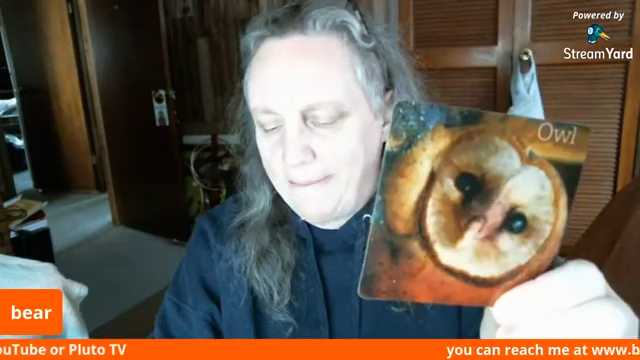 Powered by
StreamYard
Owl
bear
ouTube or Pluto TV
you can reach me at www.b